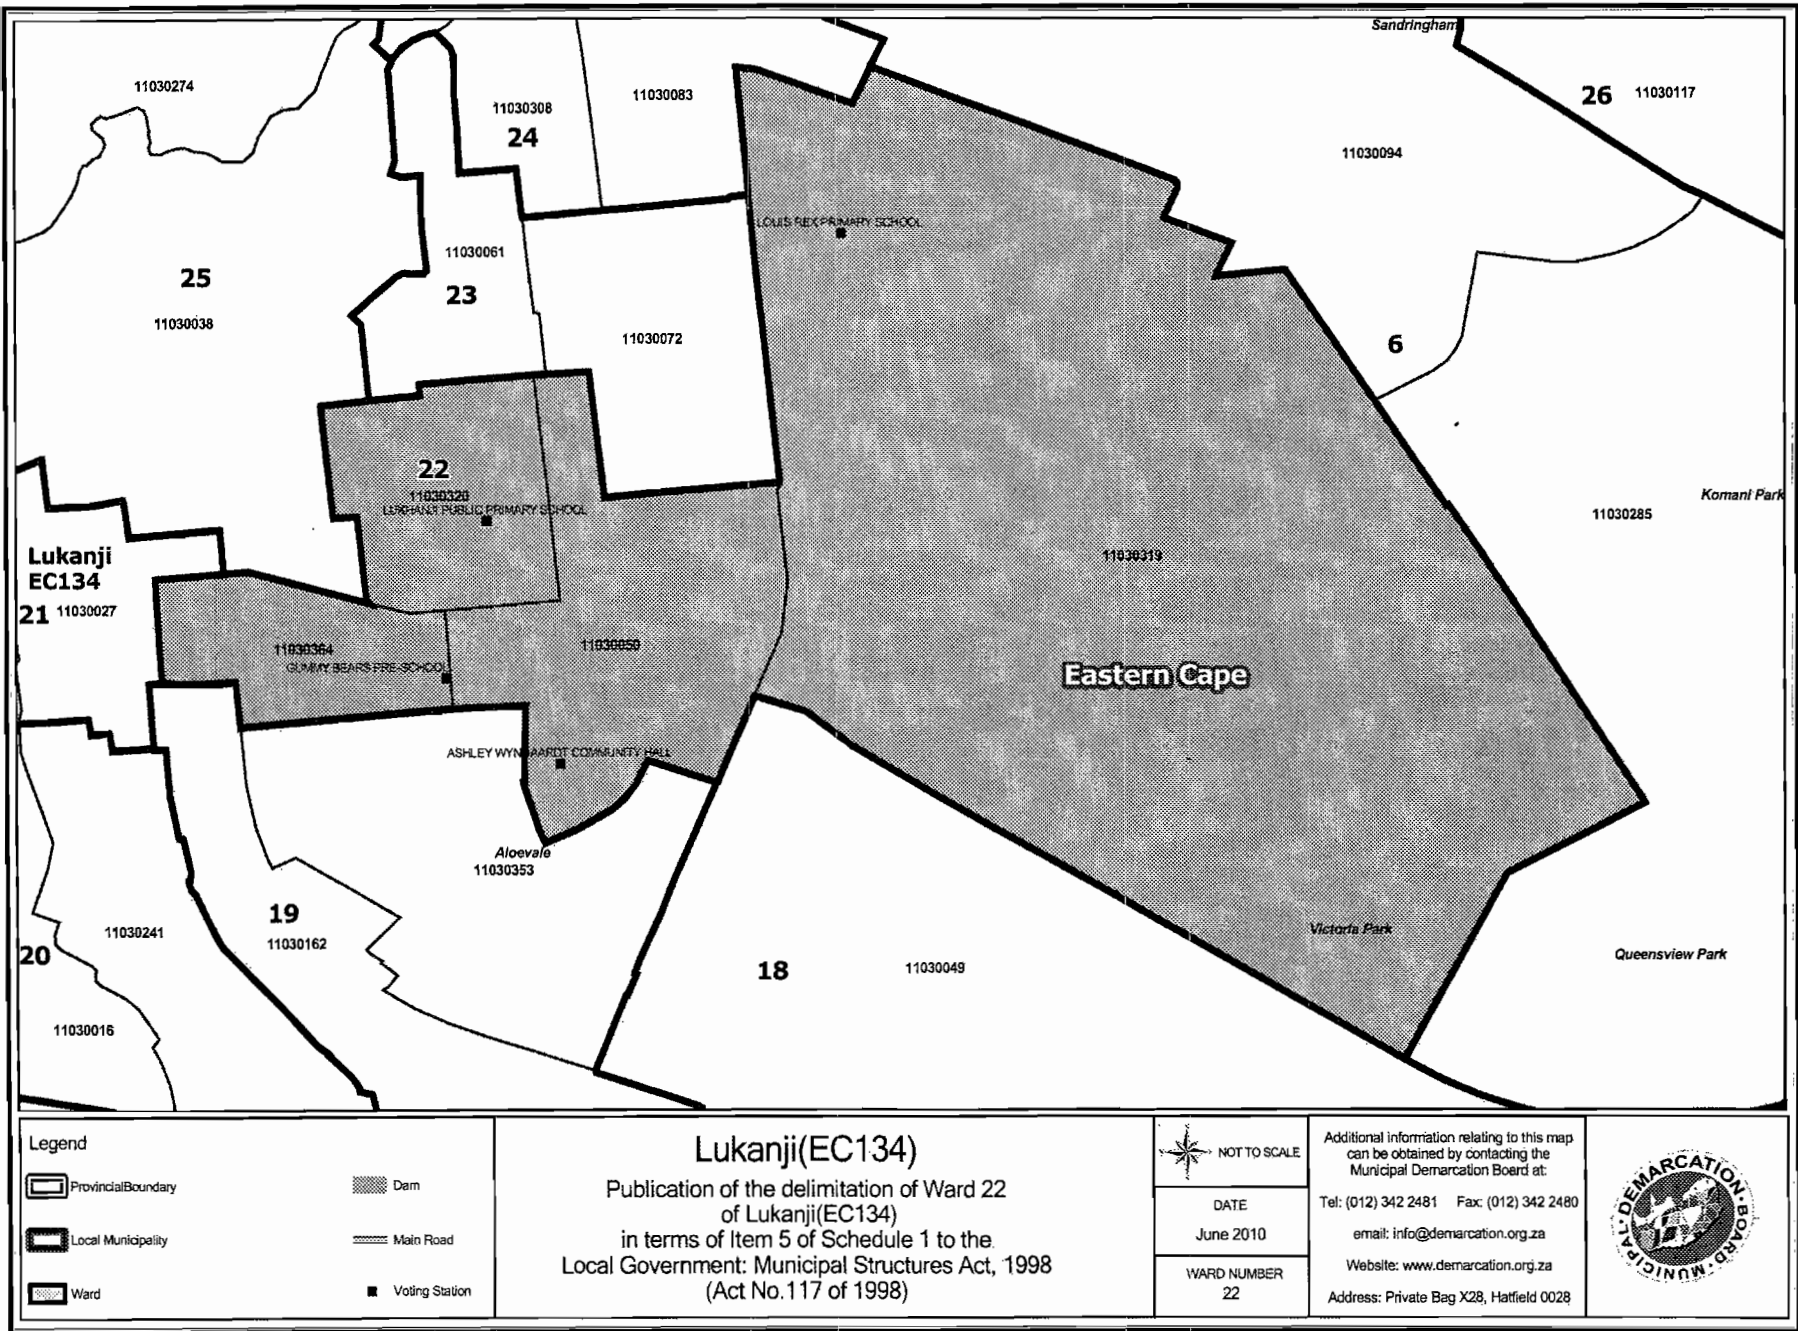 Sandringham
11030274
11030308
24
11030083
26
11030117
11030094
LOUIS REX PRIMARY SCHOOL
11030061
23
25
11030038
11030072
6
22
11030320
LUKHANJI PUBLIC PRIMARY SCHOOL
Komani Park
11030285
Lukanji
EC134
21
11030027
11030319
11030364
GUMMY BEARS PRE-SCHOOL
11030050
Eastern Cape
ASHLEY WYNGAARDT COMMUNITY HALL
Aloevale
11030353
19
11030162
11030241
20
11030016
18
11030049
Victoria Park
Queensview Park
Legend
ProvincialBoundary
Local Municipality
Ward
Dam
Main Road
Voting Station
Lukanji(EC134)
Publication of the delimitation of Ward 22
of Lukanji(EC134)
in terms of Item 5 of Schedule 1 to the
Local Government: Municipal Structures Act, 1998
(Act No.117 of 1998)
NOT TO SCALE
DATE
June 2010
WARD NUMBER
22
Additional information relating to this map
can be obtained by contacting the
Municipal Demarcation Board at:
Tel: (012) 342 2481 Fax: (012) 342 2480
email: info@demarcation.org.za
Website: www.demarcation.org.za
Address: Private Bag X28, Hatfield 0028
MUNICIPAL DEMARCATION BOARD